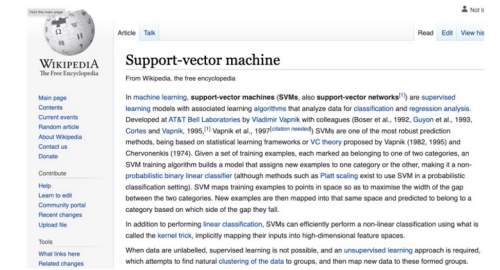 Visit the main page
Not l
WIKIPEDIA
The Free Encyclopedia
Main page
Contents
Current events
Random article
About Wikipedia
Contact us
Donate
Contribute
Help
Learn to edit
Community portal
Recent changes
Upload file
Tools
What links here
Related changes
Article Talk
Read Edit View his
Support-vector machine
From Wikipedia, the free encyclopedia
In machine learning, support-vector machines (SVMs, also support-vector networks[1]) are supervised
learning models with associated learning algorithms that analyze data for classification and regression analysis.
Developed at AT&T Bell Laboratories by Vladimir Vapnik with colleagues (Boser et al., 1992, Guyon et al., 1993,
Cortes and Vapnik, 1995,[1] Vapnik et al., 1997[citation needed]) SVMs are one of the most robust prediction
methods, being based on statistical learning frameworks or VC theory proposed by Vapnik (1982, 1995) and
Chervonenkis (1974). Given a set of training examples, each marked as belonging to one of two categories, an
SVM training algorithm builds a model that assigns new examples to one category or the other, making it a non-
probabilistic binary linear classifier (although methods such as Platt scaling exist to use SVM in a probabilistic
classification setting). SVM maps training examples to points in space so as to maximise the width of the gap
between the two categories. New examples are then mapped into that same space and predicted to belong to a
category based on which side of the gap they fall.
In addition to performing linear classification, SVMs can efficiently perform a non-linear classification using what is
called the kernel trick, implicitly mapping their inputs into high-dimensional feature spaces.
When data are unlabelled, supervised learning is not possible, and an unsupervised learning approach is required,
which attempts to find natural clustering of the data to groups, and then map new data to these formed groups.